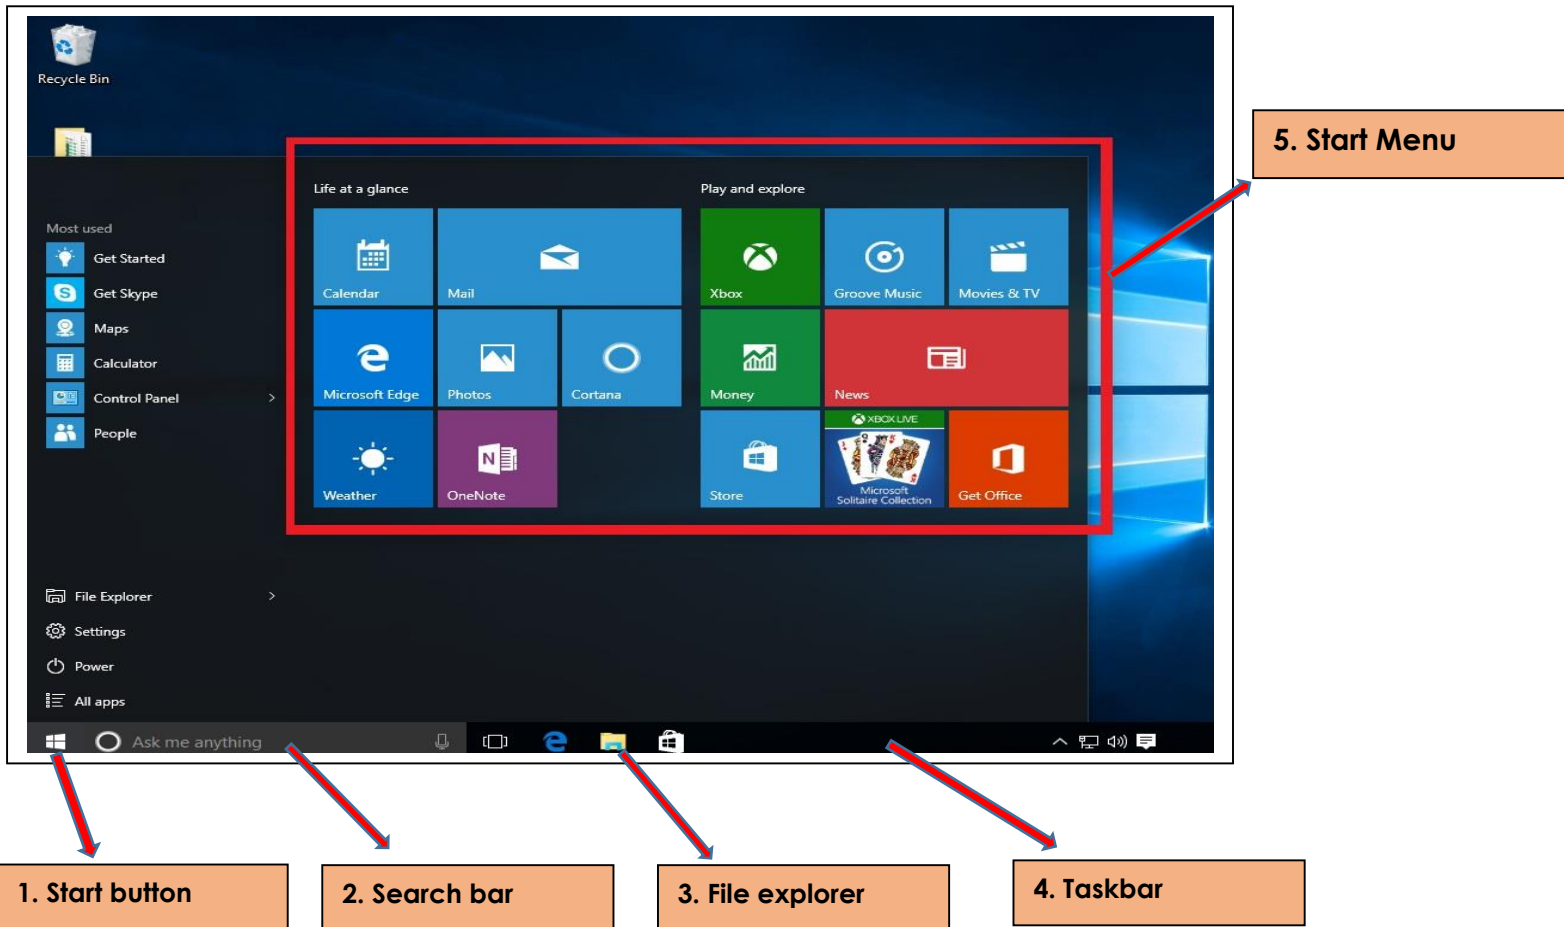 Recycle Bin
5. Start Menu
Life at a glance
Play and explore
Most used
Get Started
Get Skype
Maps
Calculator
Control Panel
People
Calendar
Mail
Xbox
Groove Music
Movies & TV
Microsoft Edge
Photos
Cortana
Money
News
XBOX LIVE
Weather
OneNote
Store
Microsoft
Solitaire Collection
Get Office
File Explorer
Settings
Power
All apps
Ask me anything
1. Start button
2. Search bar
3. File explorer
4. Taskbar